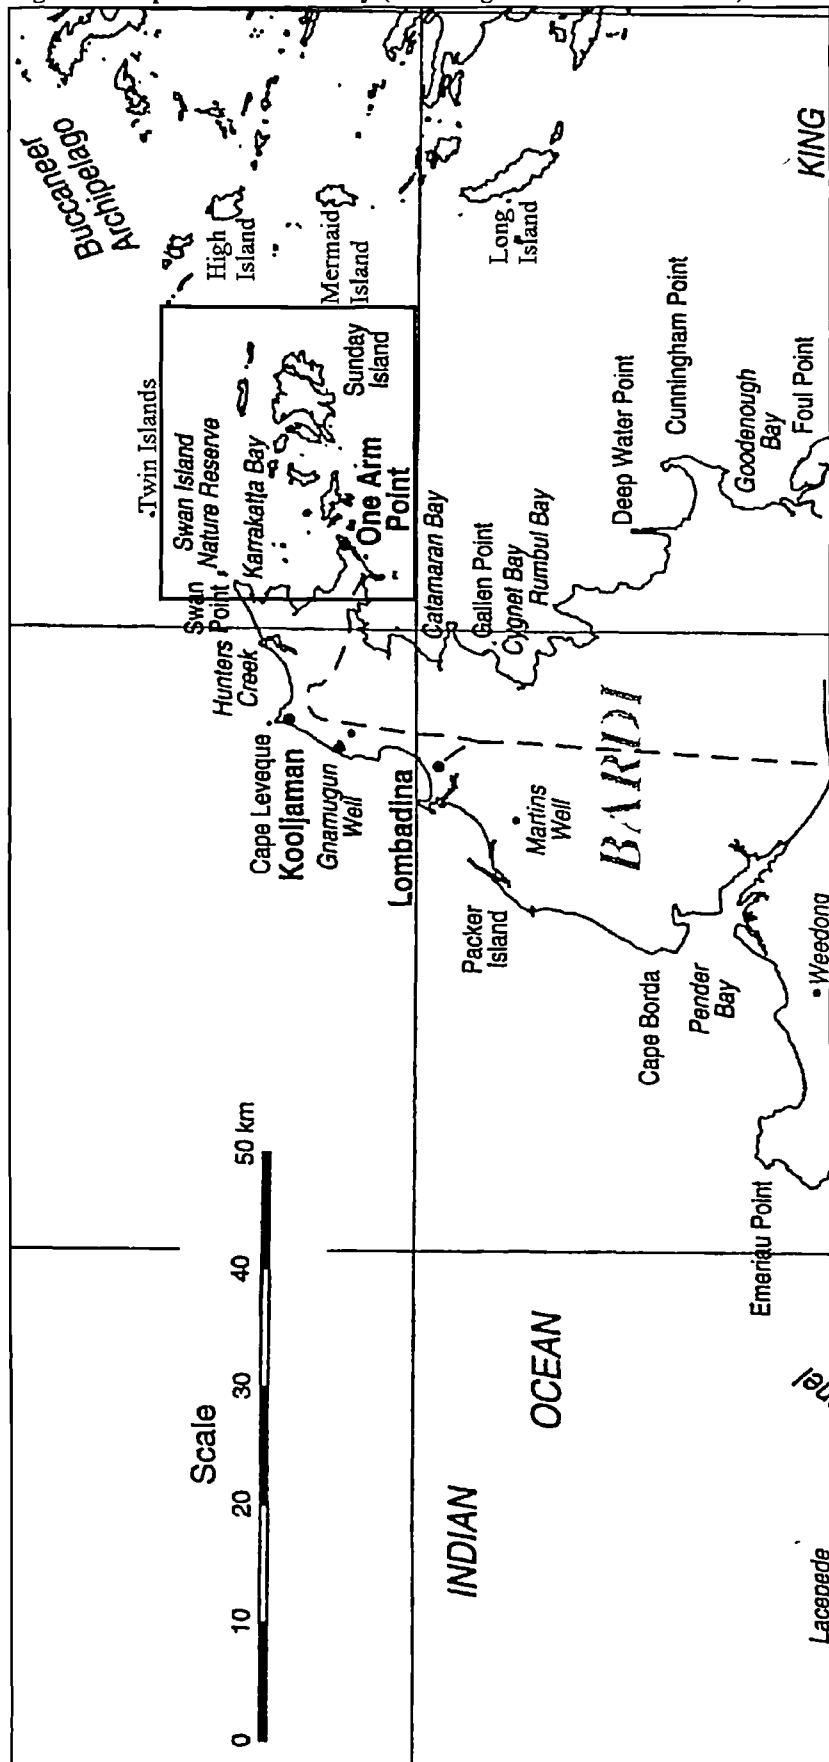 Buccaneer
Archipelago
Twin Islands
High
Island
Mermaid
Island
Swan Island
Nature Reserve
Karrakatta Bay
Sunday
Island
One Arm
Point
Swan
Point
Hunters
Creek
Cape Leveque
Kooljaman
Gnamugun
Well
Lombadina
Catamaran Bay
Gallen Point
Cygnet Bay
Rumbul Bay
Long
Island
KING
Deep Water Point
Cunningham Point
Goodenough
Bay
Foul Point
Martins
Well
BARDI
Packer
Island
Cape Borda
Pender
Bay
Weedong
Emeriau Point
Scale
0 10 20 30 40 50 km
INDIAN
OCEAN
Lacepede